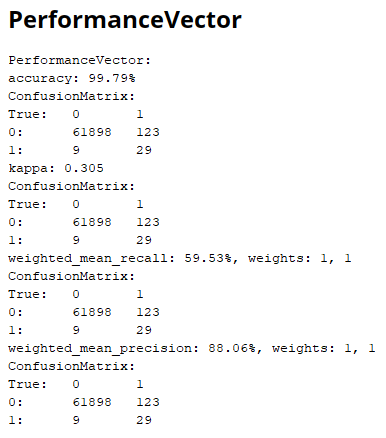 PerformanceVector
PerformanceVector:
accuracy: 99.79%
ConfusionMatrix:
True: 0 1
0: 61898 123
1: 9 29
kappa: 0.305
ConfusionMatrix:
True: 0 1
0: 61898 123
1: 9 29
weighted_mean_recall: 59.53%, weights: 1, 1
ConfusionMatrix:
True: 0 1
0: 61898 123
1: 9 29
weighted_mean_precision: 88.06%, weights: 1, 1
ConfusionMatrix:
True: 0 1
0: 61898 123
1: 9 29